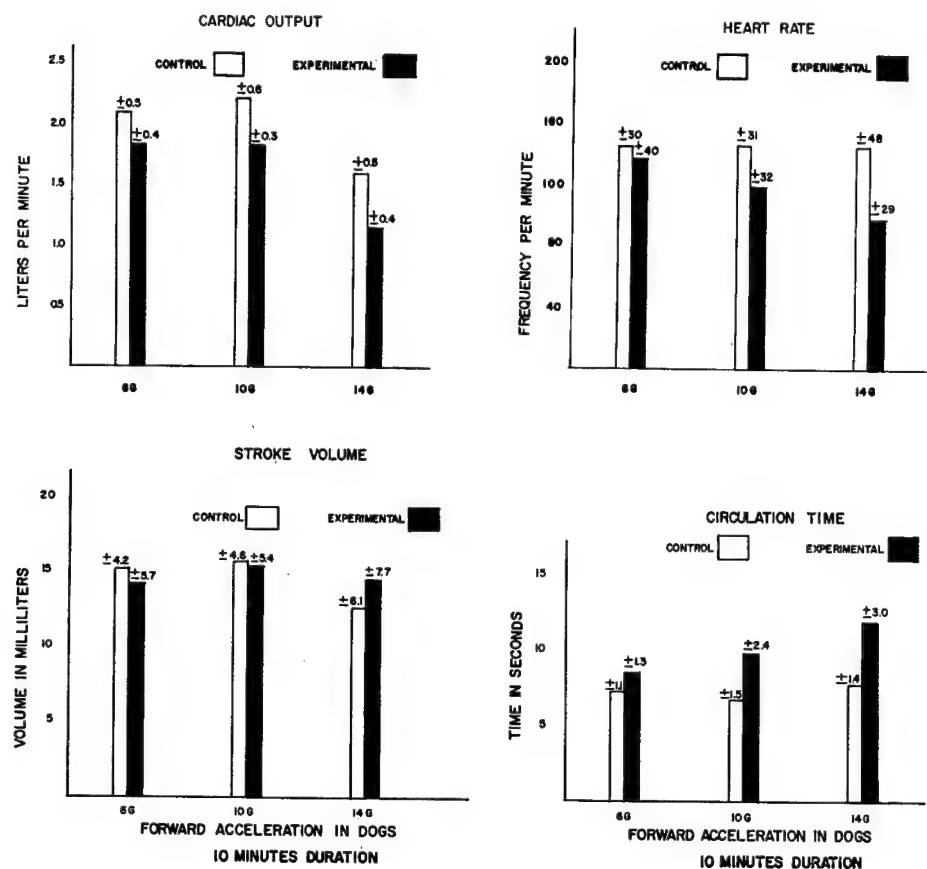 CARDIAC OUTPUT
CONTROL
EXPERIMENTAL
2.5
2.0
1.5
1.0
0.5
LITERS PER MINUTE
±0.5
±0.4
±0.6
±0.3
±0.5
±0.4
6G
10G
14G
HEART RATE
CONTROL
EXPERIMENTAL
200
100
40
FREQUENCY PER MINUTE
±30
±40
±31
±32
±48
±29
6G
10G
14G
STROKE VOLUME
CONTROL
EXPERIMENTAL
20
15
10
5
VOLUME IN MILLILITERS
±4.2
±5.7
±4.6
±5.4
±6.1
±7.7
6G
10G
14G
FORWARD ACCELERATION IN DOGS
10 MINUTES DURATION
CIRCULATION TIME
CONTROL
EXPERIMENTAL
15
10
5
TIME IN SECONDS
±1.1
±1.3
±1.5
±2.4
±1.4
±3.0
6G
10G
14G
FORWARD ACCELERATION IN DOGS
10 MINUTES DURATION